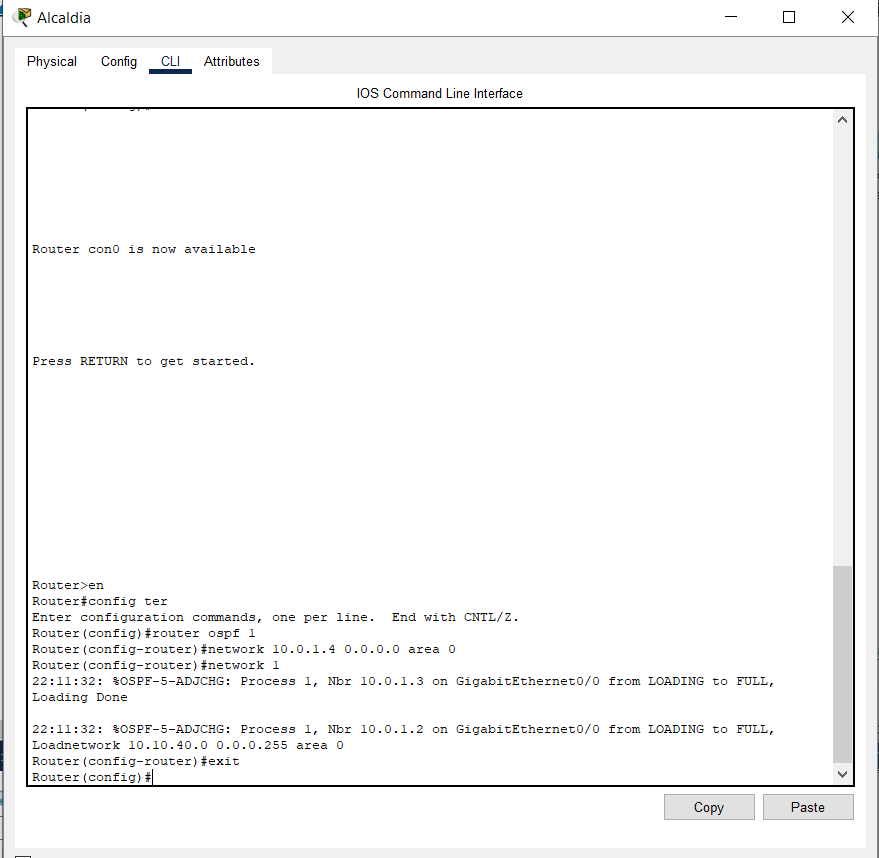 Alcaldia
Physical Config CLI Attributes
IOS Command Line Interface
Router con0 is now available
Press RETURN to get started.
Router>en
Router#config ter
Enter configuration commands, one per line.  End with CNTL/Z.
Router(config)#router ospf 1
Router(config-router)#network 10.0.1.4 0.0.0.0 area 0
Router(config-router)#network 1
22:11:32: %OSPF-5-ADJCHG: Process 1, Nbr 10.0.1.3 on GigabitEthernet0/0 from LOADING to FULL,
Loading Done
22:11:32: %OSPF-5-ADJCHG: Process 1, Nbr 10.0.1.2 on GigabitEthernet0/0 from LOADING to FULL,
Loadnetwork 10.10.40.0 0.0.0.255 area 0
Router(config-router)#exit
Router(config)#
Copy Paste